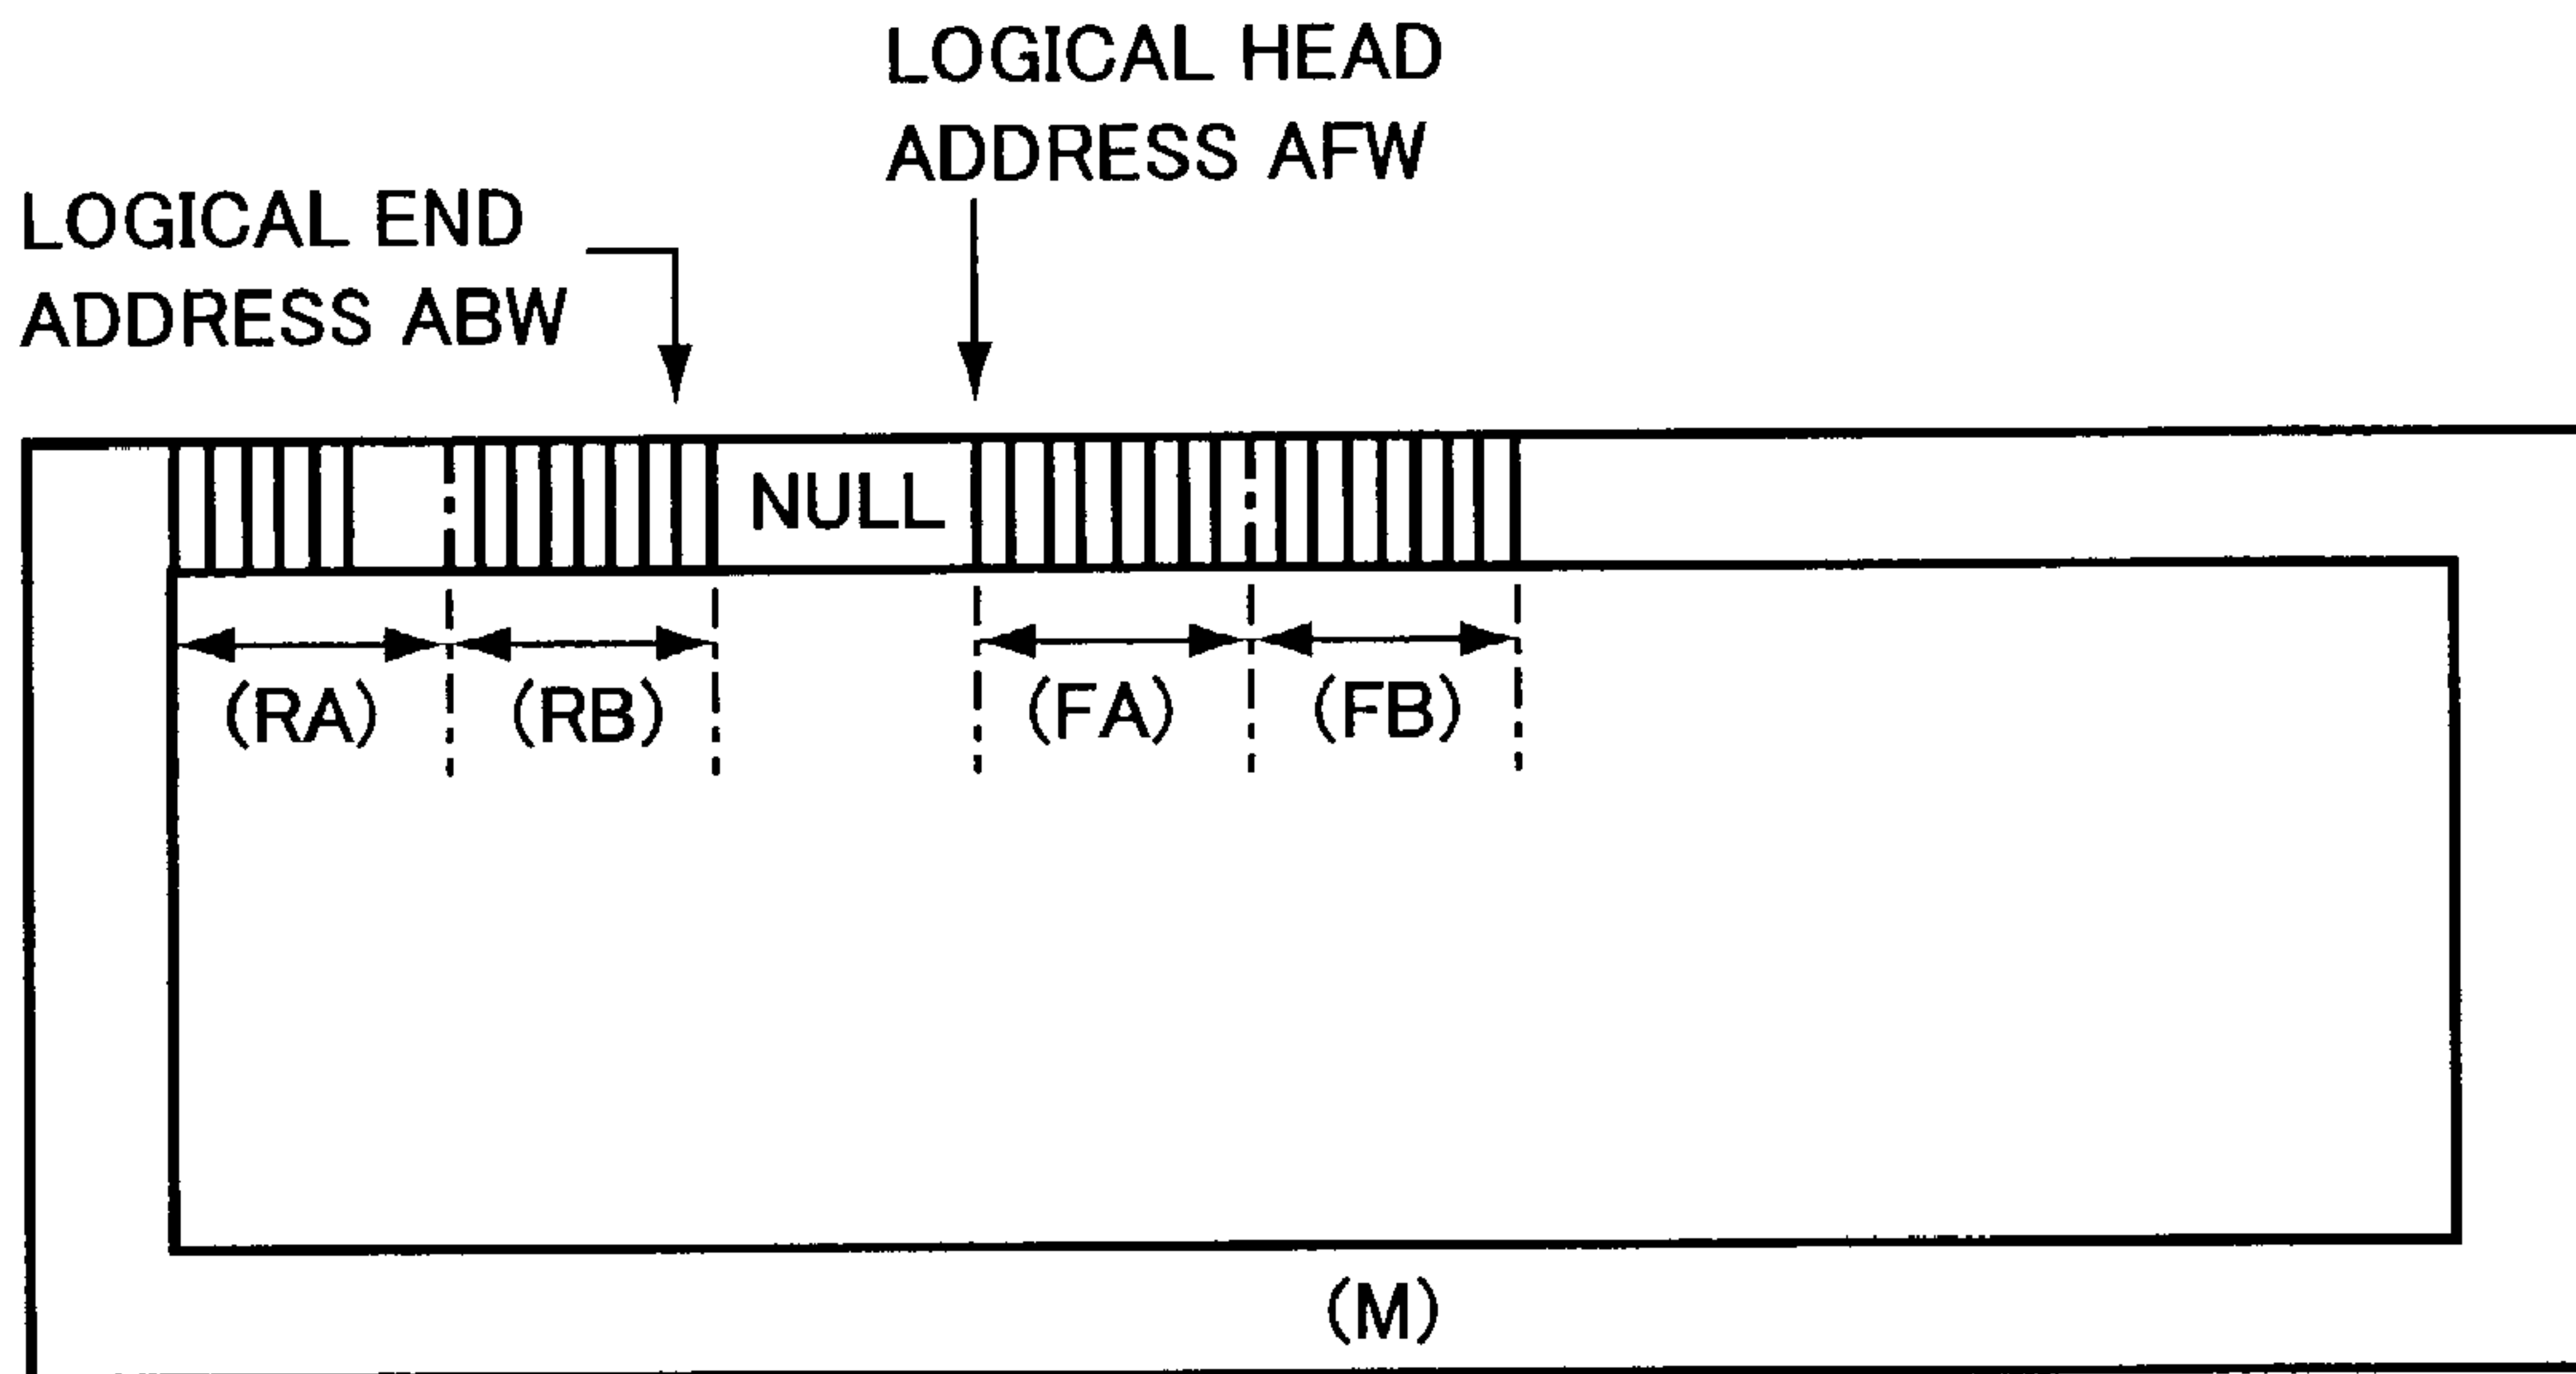 LOGICAL HEAD
ADDRESS AFW
LOGICAL END
ADDRESS ABW
NULL
(RA) (RB) (FA) (FB)
(M)